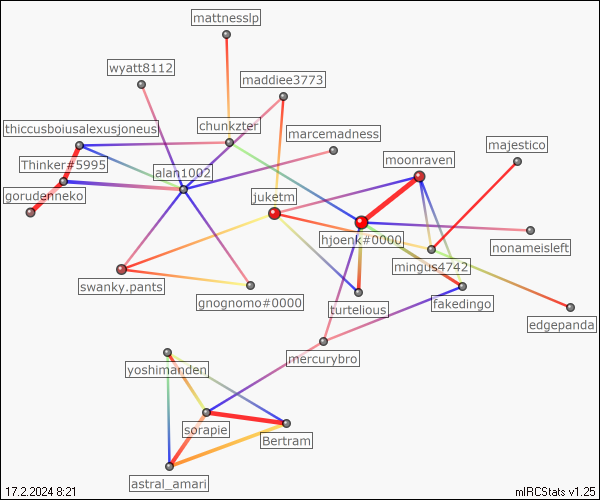 mattnesslp
wyatt8112
maddiee3773
thiccusboiusalexusjoneus
chunkzter
marcemadness
majestico
Thinker#5995
alan1002
moonraven
gorudenneko
juketm
hjoenk#0000
nonameisleft
mingus4742
swanky.pants
gnognomo#0000
turtelious
fakedingo
edgepanda
mercurybro
yoshimanden
sorapie
Bertram
astral_amari
17.2.2024 8:21
mIRCStats v1.25